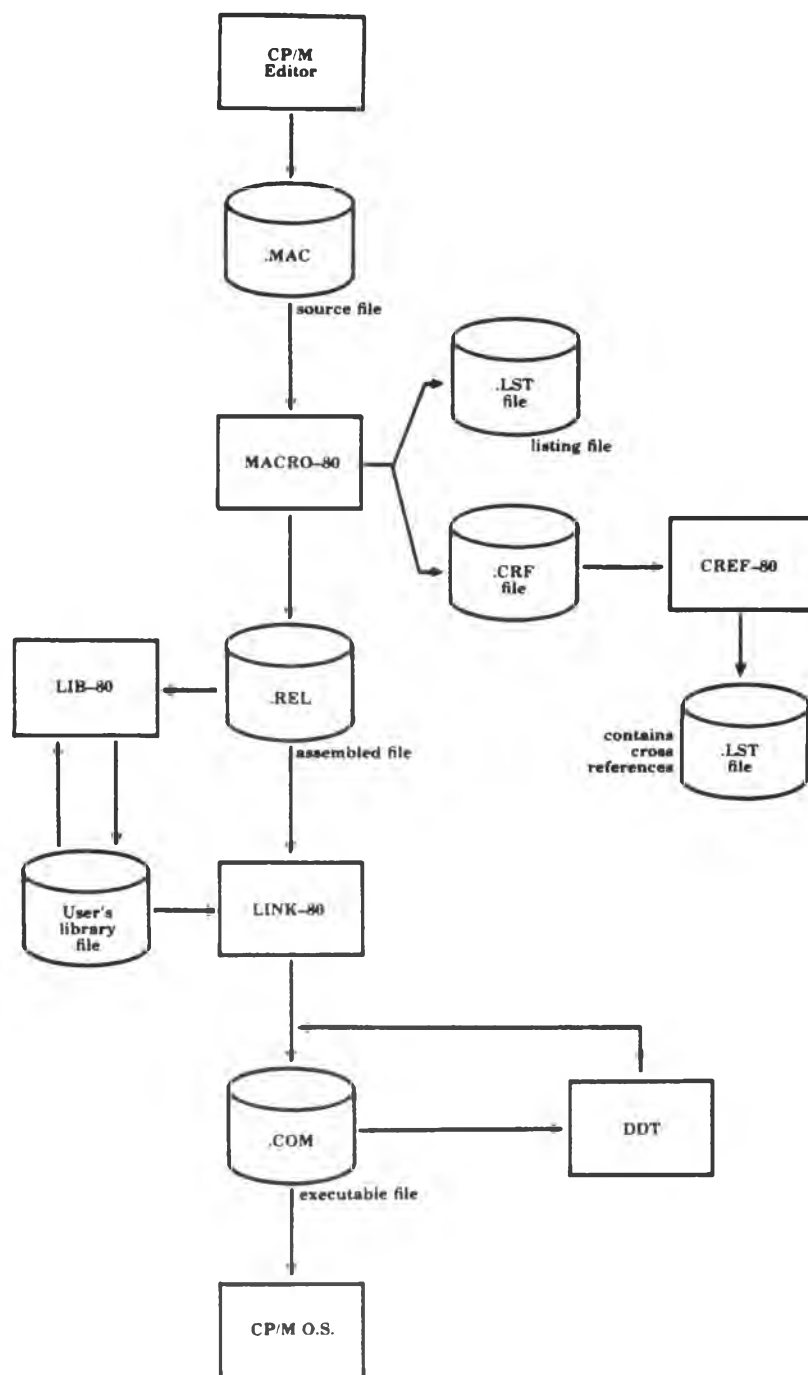 CP/M
Editor
.MAC
source file
.LST
file
listing file
MACRO-80
.CRF
file
CREF-80
LIB-80
.REL
assembled file
contains
cross
references
.LST
file
User's
library
file
LINK-80
.COM
executable file
DDT
CP/M O.S.